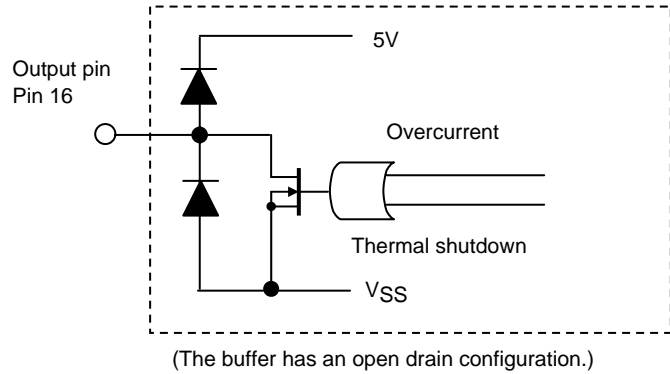 5V
Output pin
Pin 16
Overcurrent
Thermal shutdown
VSS
(The buffer has an open drain configuration.)